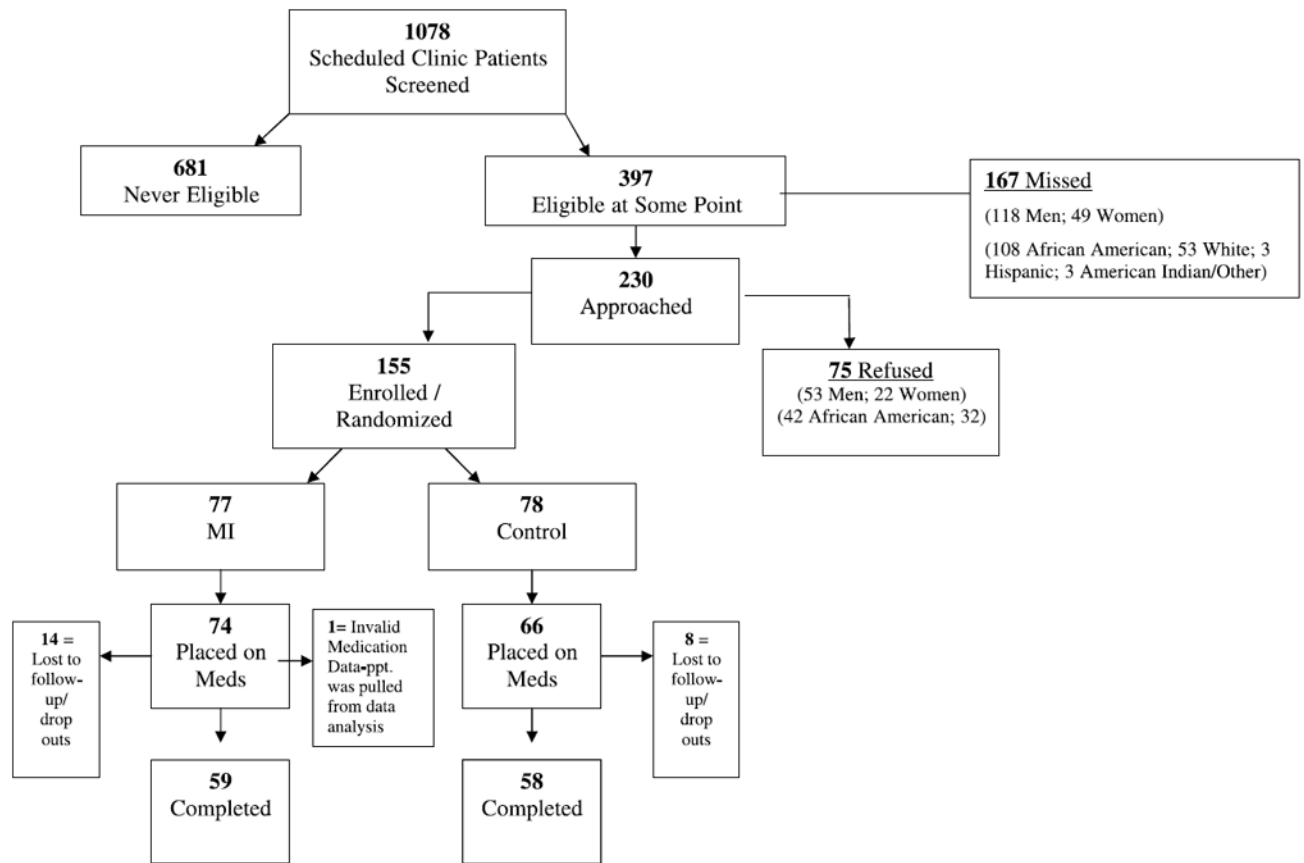 1078
Scheduled Clinic Patients
Screened
681
Never Eligible
397
Eligible at Some Point
167 Missed
(118 Men; 49 Women)
(108 African American; 53 White; 3
Hispanic; 3 American Indian/Other)
230
Approached
155
Enrolled /
Randomized
75 Refused
(53 Men; 22 Women)
(42 African American; 32)
77
MI
78
Control
14 =
Lost to
follow-
up/
drop
outs
74
Placed on
Meds
1= Invalid
Medication
Data-ppt.
was pulled
from data
analysis
66
Placed on
Meds
8 =
Lost to
follow-
up/
drop
outs
59
Completed
58
Completed